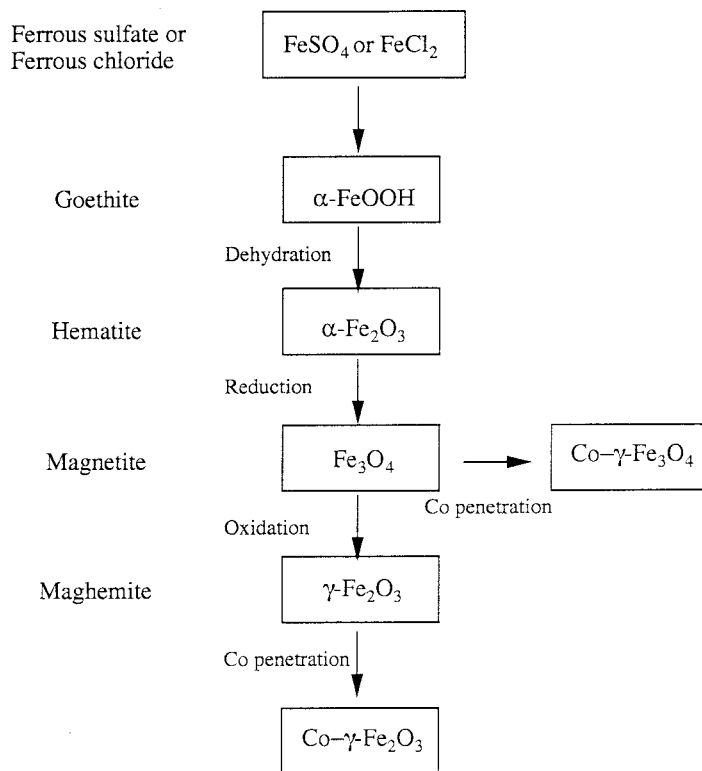 Ferrous sulfate or
Ferrous chloride
FeSO₄ or FeCl₂
Goethite
α-FeOOH
Dehydration
Hematite
α-Fe₂O₃
Reduction
Magnetite
Fe₃O₄
Co–γ-Fe₃O₄
Co penetration
Oxidation
Maghemite
γ-Fe₂O₃
Co penetration
Co–γ-Fe₂O₃